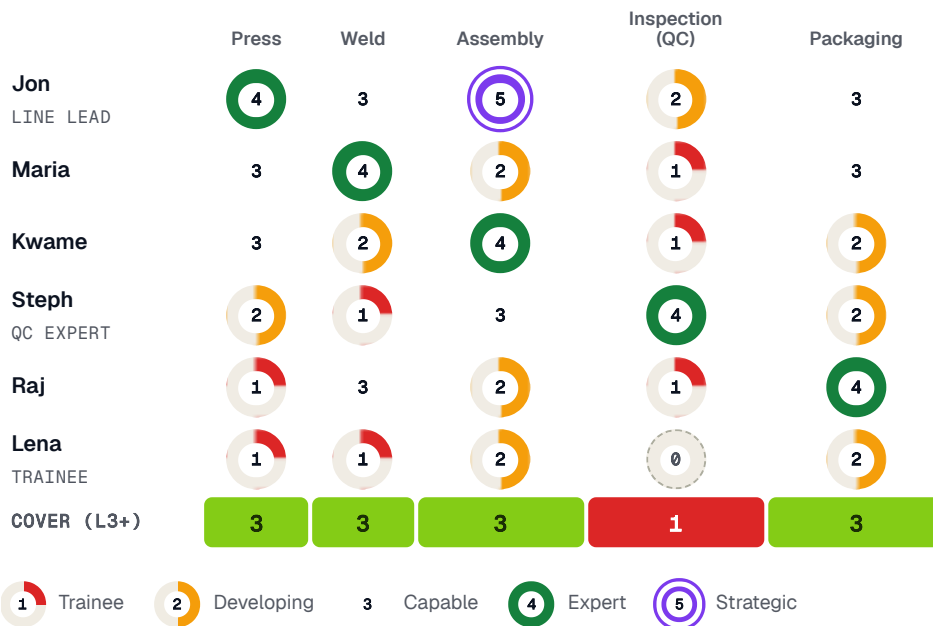 Press Weld Assembly Inspection (QC) Packaging
Jon 4 3 5 2 3
LINE LEAD
Maria 3 4 2 1 3
Kwame 3 2 4 1 2
Steph 2 1 3 4 2
QC EXPERT
Raj 1 3 2 1 4
Lena 1 1 2 0 2
TRAINEE
COVER (L3+) 3 3 3 1 3
1 Trainee 2 Developing 3 Capable 4 Expert 5 Strategic